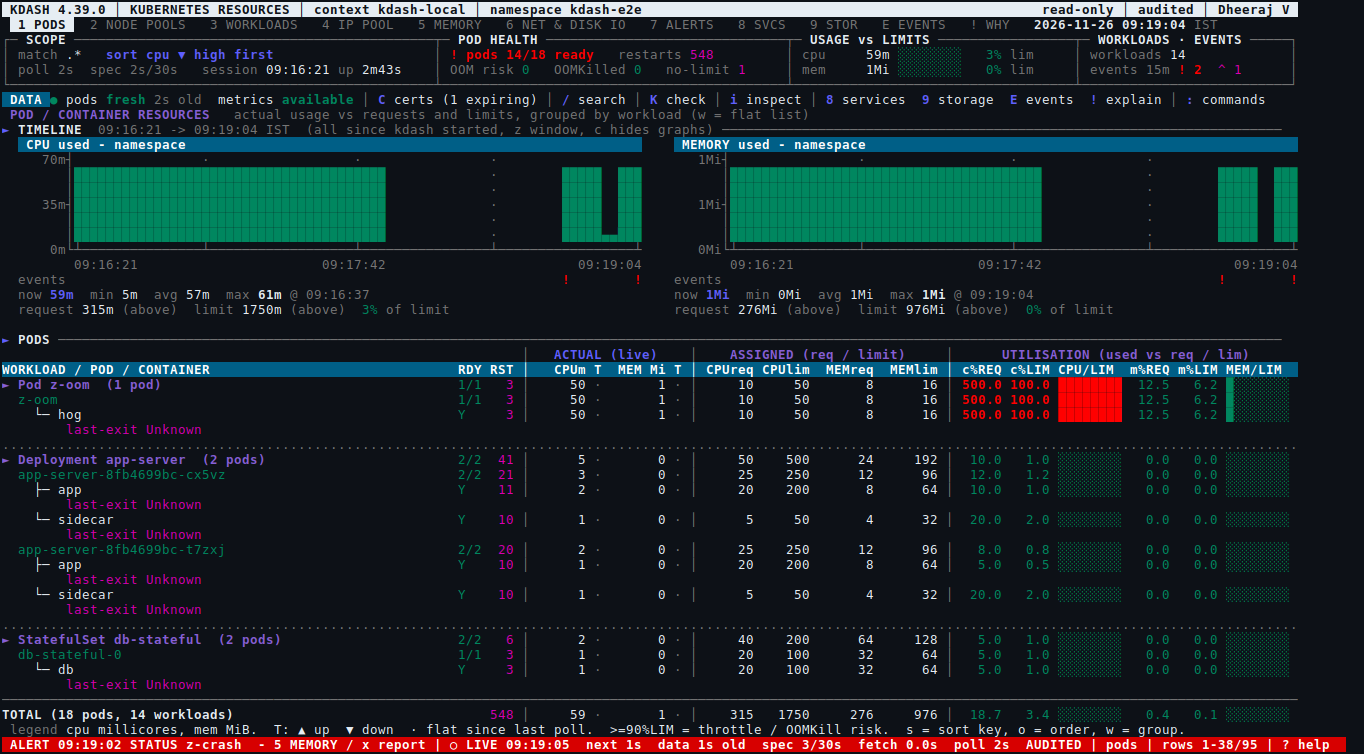 KDASH 4.39.0 │ KUBERNETES RESOURCES │ context kdash-local │ namespace kdash-e2e read-only │ audited │ Dheeraj V
1 PODS 2 NODE POOLS 3 WORKLOADS 4 IP POOL 5 MEMORY 6 NET & DISK IO 7 ALERTS 8 SVCS 9 STOR E EVENTS ! WHY 2026-11-26 09:19:04 IST
SCOPE POD HEALTH USAGE vs LIMITS WORKLOADS · EVENTS
match .* sort cpu ▼ high first │ ! pods 14/18 ready restarts 548 │ cpu 59m 3% lim │ workloads 14
poll 2s spec 2s/30s session 09:16:21 up 2m43s │ OOM risk 0 OOMKilled 0 no-limit 1 │ mem 1Mi 0% lim │ events 15m ! 2 ^ 1
DATA ● pods fresh 2s old metrics available │ C certs (1 expiring) │ / search │ K check │ i inspect │ 8 services 9 storage E events ! explain │ : commands
POD / CONTAINER RESOURCES actual usage vs requests and limits, grouped by workload (w = flat list)
► TIMELINE 09:16:21 -> 09:19:04 IST (all since kdash started, z window, c hides graphs)
CPU used - namespace MEMORY used - namespace
70m 1Mi
35m 1Mi
0m 0Mi
09:16:21 09:17:42 09:19:04 09:16:21 09:17:42 09:19:04
events ! ! events ! !
now 59m min 5m avg 57m max 61m @ 09:16:37 now 1Mi min 0Mi avg 1Mi max 1Mi @ 09:19:04
request 315m (above) limit 1750m (above) 3% of limit request 276Mi (above) limit 976Mi (above) 0% of limit
► PODS
│ ACTUAL (live) │ ASSIGNED (req / limit) │ UTILISATION (used vs req / lim)
WORKLOAD / POD / CONTAINER RDY RST │ CPUm T MEM Mi T │ CPUreq CPUlim MEMreq MEMlim │ c%REQ c%LIM CPU/LIM m%REQ m%LIM MEM/LIM
► Pod z-oom (1 pod) 1/1 3 │ 50 · 1 · │ 10 50 8 16 │ 500.0 100.0 12.5 6.2
z-oom 1/1 3 │ 50 · 1 · │ 10 50 8 16 │ 500.0 100.0 12.5 6.2
└─ hog Y 3 │ 50 · 1 · │ 10 50 8 16 │ 500.0 100.0 12.5 6.2
last-exit Unknown
► Deployment app-server (2 pods) 2/2 41 │ 5 · 0 · │ 50 500 24 192 │ 10.0 1.0 0.0 0.0
app-server-8fb4699bc-cx5vz 2/2 21 │ 3 · 0 · │ 25 250 12 96 │ 12.0 1.2 0.0 0.0
├─ app Y 11 │ 2 · 0 · │ 20 200 8 64 │ 10.0 1.0 0.0 0.0
last-exit Unknown
└─ sidecar Y 10 │ 1 · 0 · │ 5 50 4 32 │ 20.0 2.0 0.0 0.0
last-exit Unknown
app-server-8fb4699bc-t7zxj 2/2 20 │ 2 · 0 · │ 25 250 12 96 │ 8.0 0.8 0.0 0.0
├─ app Y 10 │ 1 · 0 · │ 20 200 8 64 │ 5.0 0.5 0.0 0.0
last-exit Unknown
└─ sidecar Y 10 │ 1 · 0 · │ 5 50 4 32 │ 20.0 2.0 0.0 0.0
last-exit Unknown
► StatefulSet db-stateful (2 pods) 2/2 6 │ 2 · 0 · │ 40 200 64 128 │ 5.0 1.0 0.0 0.0
db-stateful-0 1/1 3 │ 1 · 0 · │ 20 100 32 64 │ 5.0 1.0 0.0 0.0
└─ db Y 3 │ 1 · 0 · │ 20 100 32 64 │ 5.0 1.0 0.0 0.0
last-exit Unknown
TOTAL (18 pods, 14 workloads) 548 │ 59 · 1 · │ 315 1750 276 976 │ 18.7 3.4 0.4 0.1
legend cpu millicores, mem MiB. T: ▲ up ▼ down · flat since last poll. >=90%LIM = throttle / OOMKill risk. s = sort key, o = order, w = group.
ALERT 09:19:02 STATUS z-crash - 5 MEMORY / x report │ ○ LIVE 09:19:05 next 1s data 1s old spec 3/30s fetch 0.0s poll 2s AUDITED │ pods │ rows 1-38/95 │ ? help